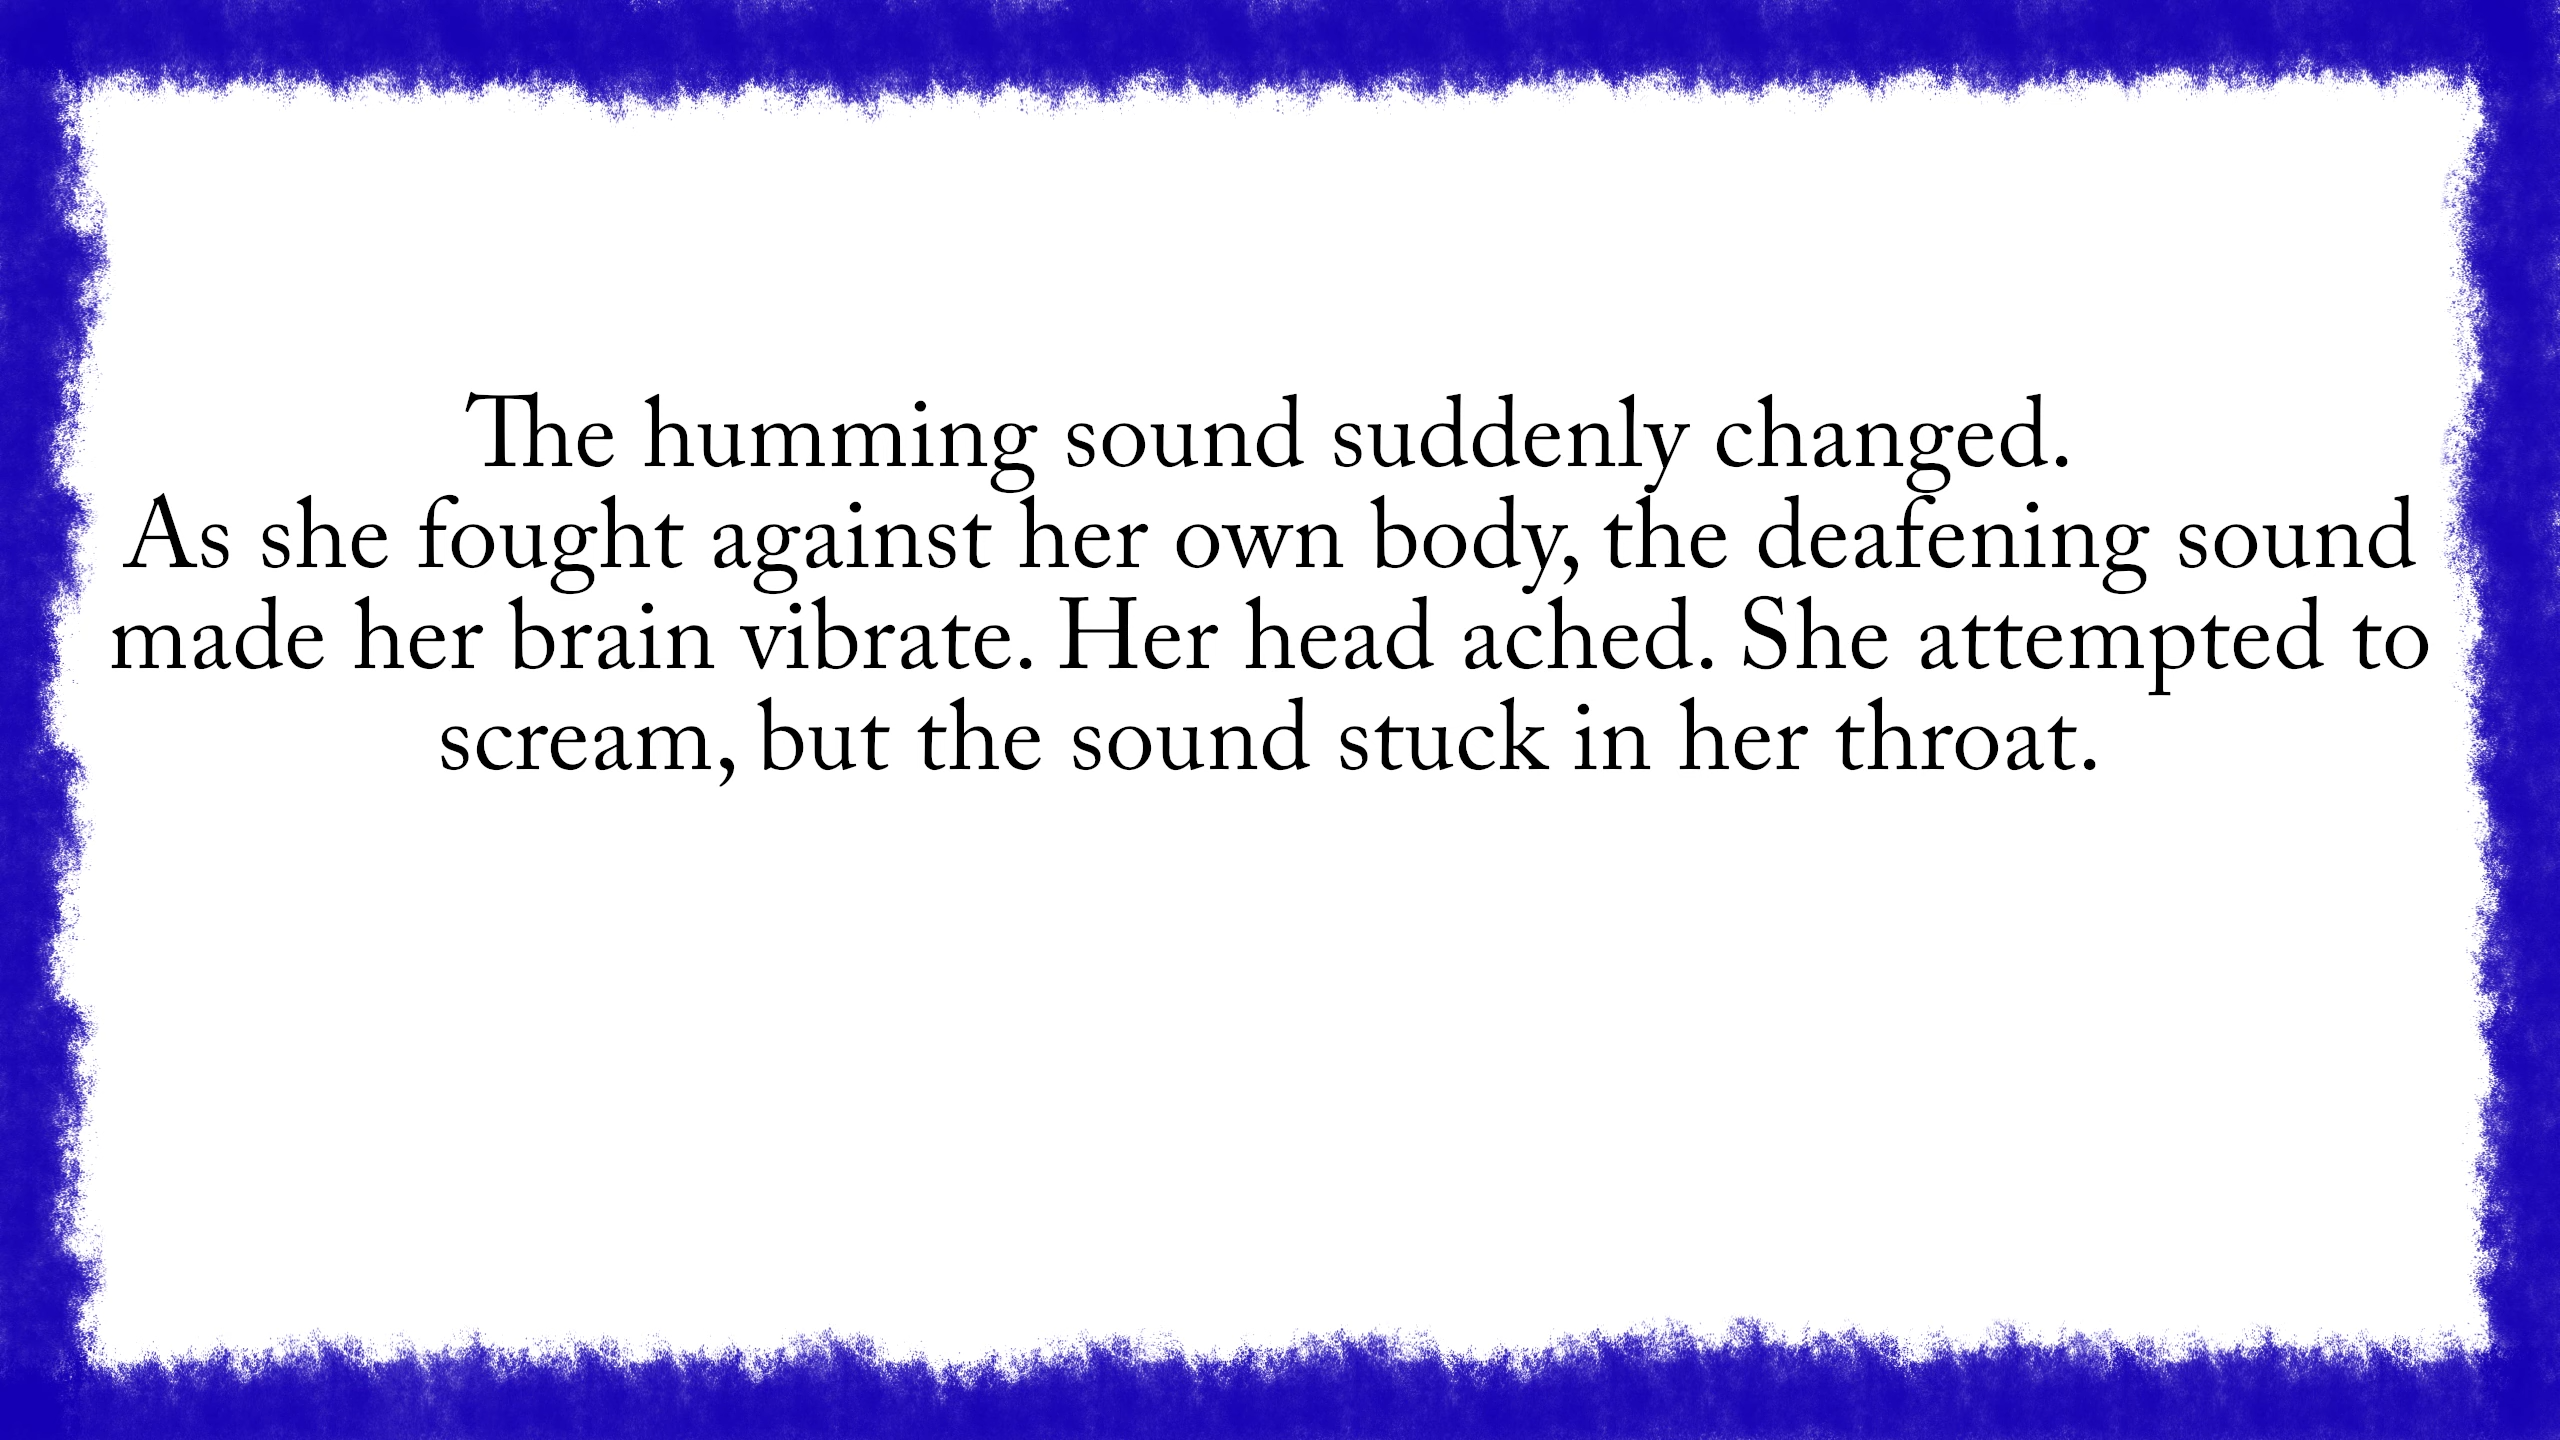 The humming sound suddenly changed.
As she fought against her own body, the deafening sound
made her brain vibrate. Her head ached. She attempted to
scream, but the sound stuck in her throat.